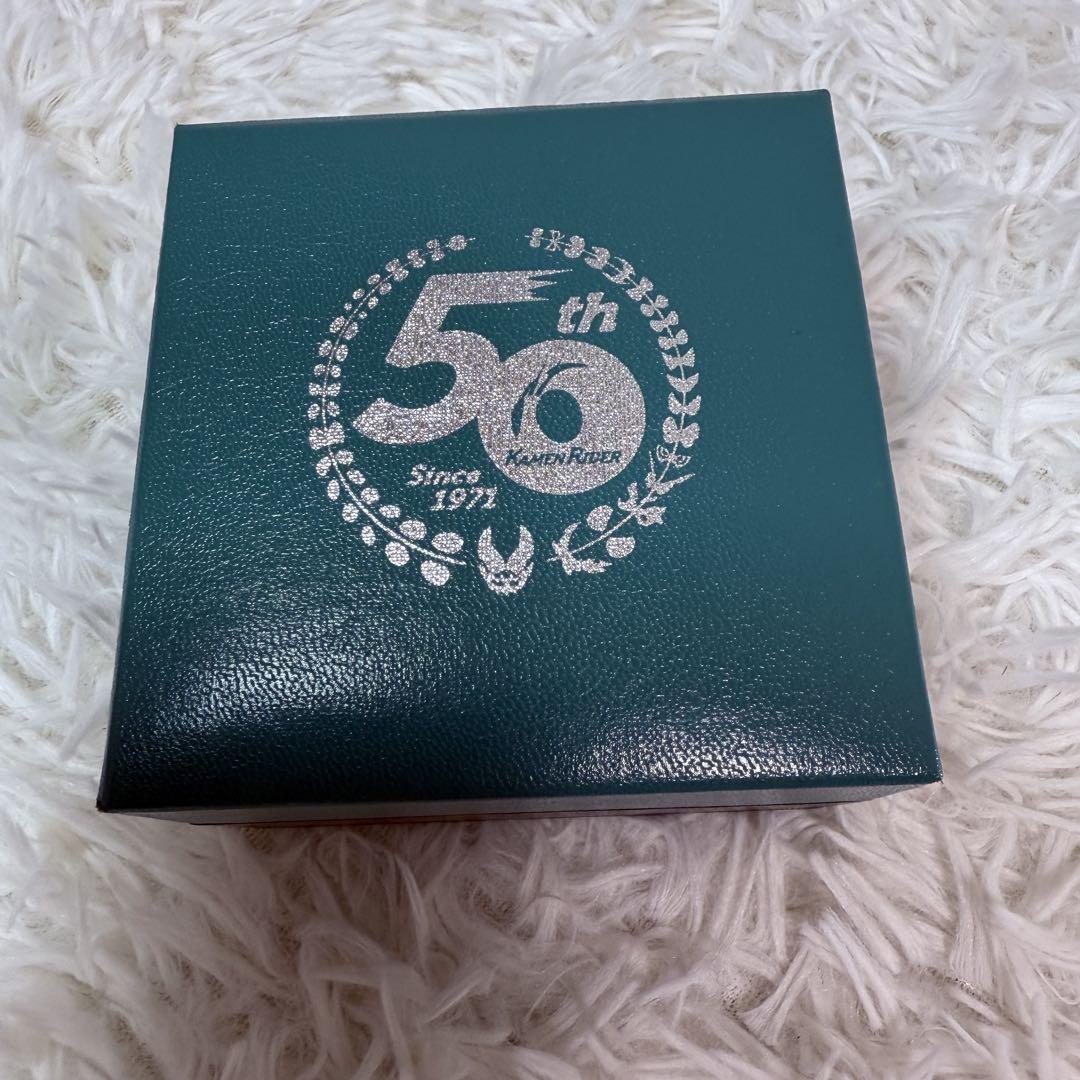 50th
KAMEN RIDER
Since
1971